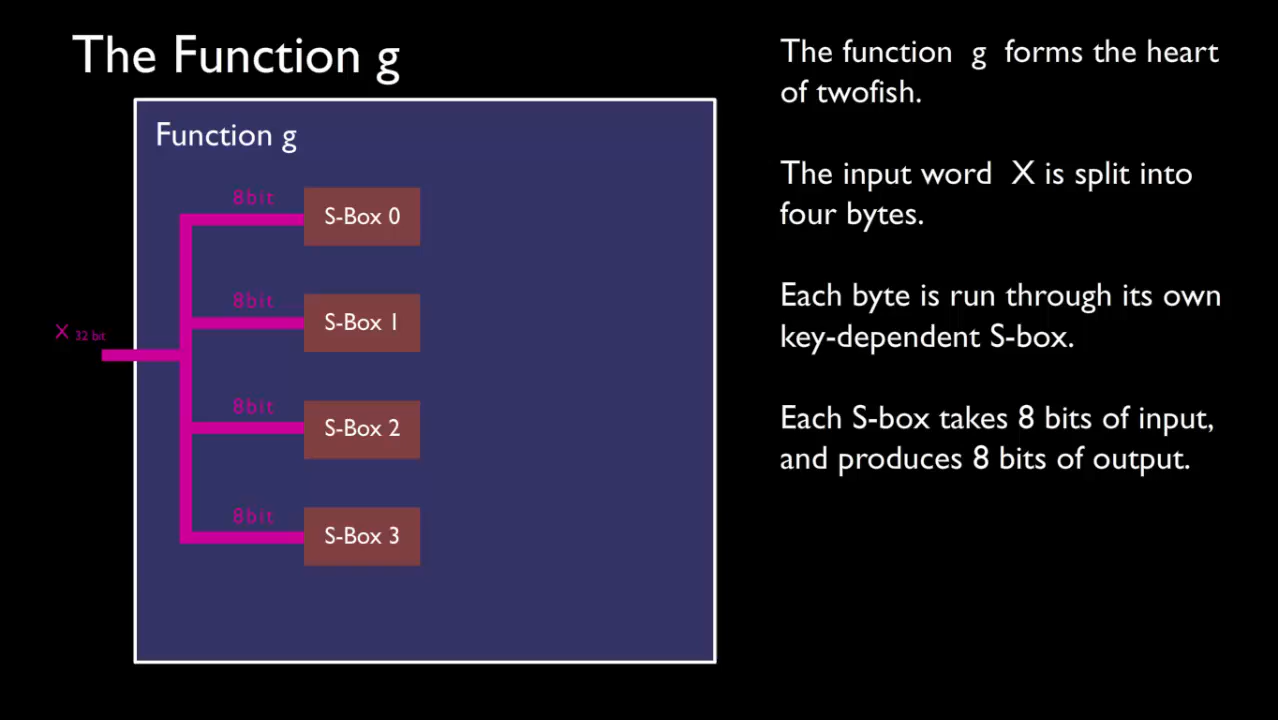 The Function g
Function g
8bit
S-Box 0
8bit
S-Box 1
X 32 bit
8bit
S-Box 2
8bit
S-Box 3
The function g forms the heart
of twofish.
The input word X is split into
four bytes.
Each byte is run through its own
key-dependent S-box.
Each S-box takes 8 bits of input,
and produces 8 bits of output.